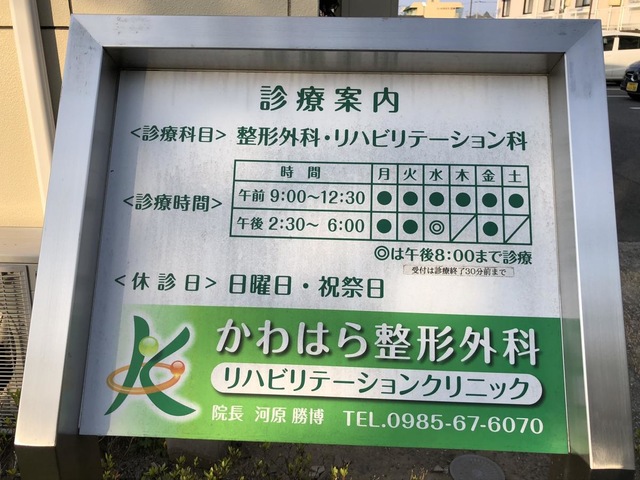 診療案内
<診療科目> 整形外科・リハビリテーション科
<診療時間>
時間 月 火 水 木 金 土
午前 9:00〜12:30 ● ● ● ● ● ●
午後 2:30〜 6:00 ● ● ◎ ／ ● ／
◎は午後8:00まで診療
受付は診療終了30分前まで
<休診日> 日曜日・祝祭日
かわはら整形外科
リハビリテーションクリニック
院長 河原 勝博 TEL.0985-67-6070